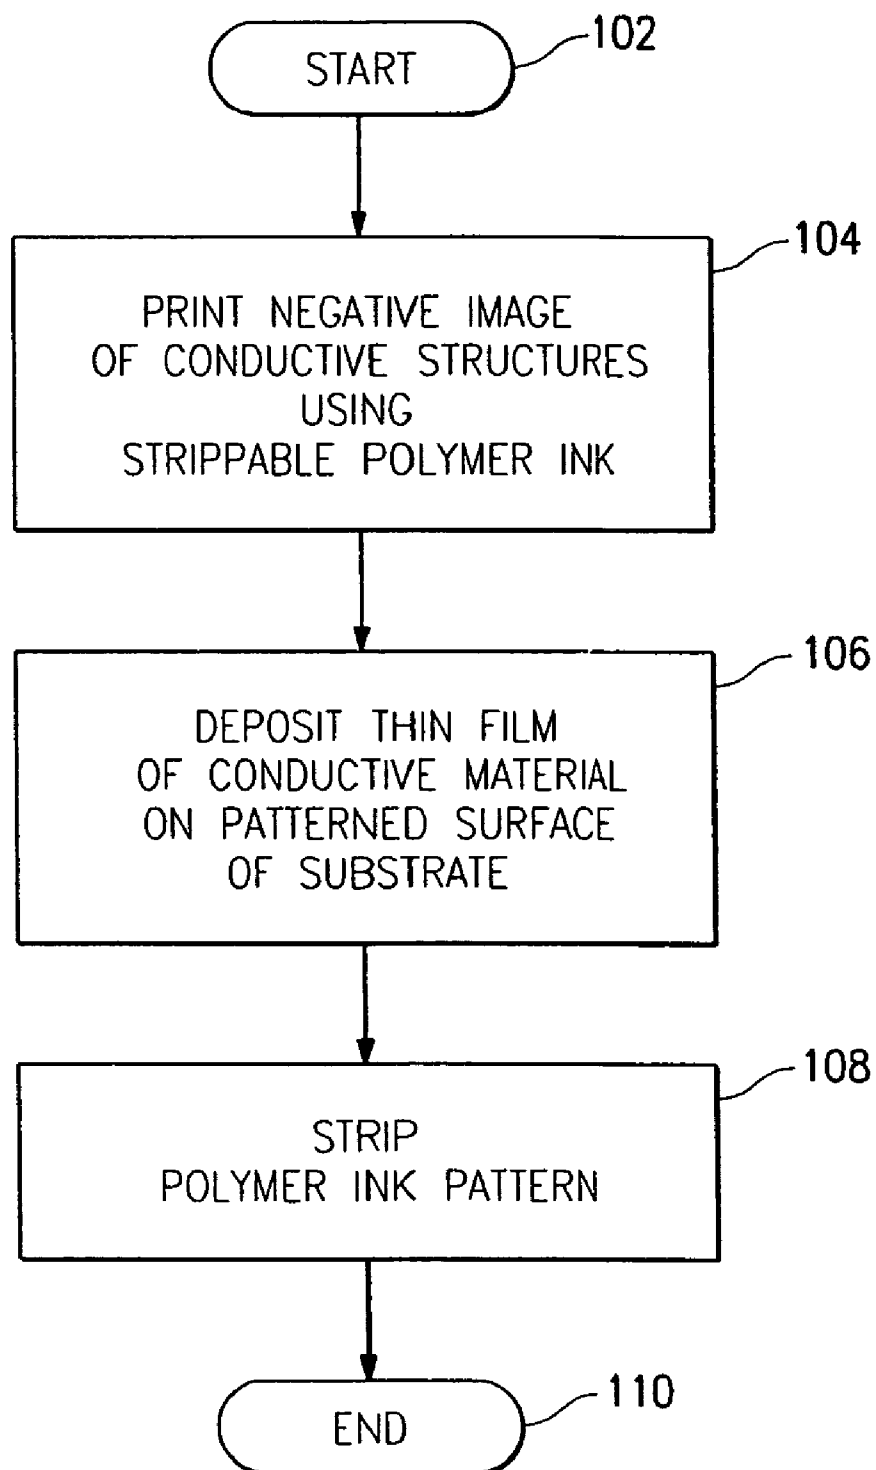 START
102
PRINT NEGATIVE IMAGE
OF CONDUCTIVE STRUCTURES
USING
STRIPPABLE POLYMER INK
104
DEPOSIT THIN FILM
OF CONDUCTIVE MATERIAL
ON PATTERNED SURFACE
OF SUBSTRATE
106
STRIP
POLYMER INK PATTERN
108
END
110